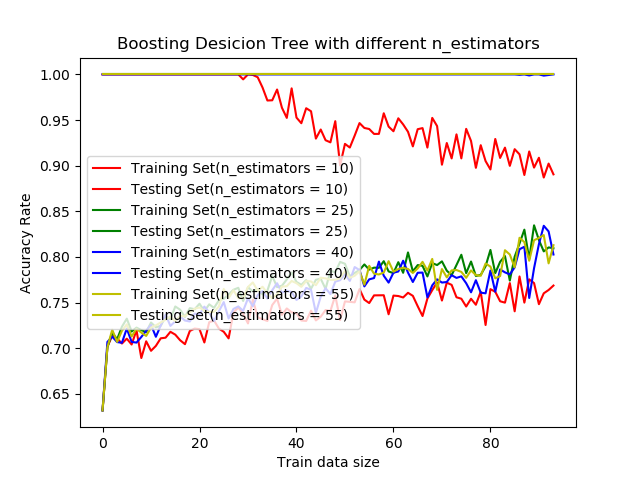 Boosting Desicion Tree with different n_estimators
Accuracy Rate
1.00
0.95
0.90
0.85
0.80
0.75
0.70
0.65
Training Set(n_estimators = 10)
Testing Set(n_estimators = 10)
Training Set(n_estimators = 25)
Testing Set(n_estimators = 25)
Training Set(n_estimators = 40)
Testing Set(n_estimators = 40)
Training Set(n_estimators = 55)
Testing Set(n_estimators = 55)
0 20 40 60 80
Train data size